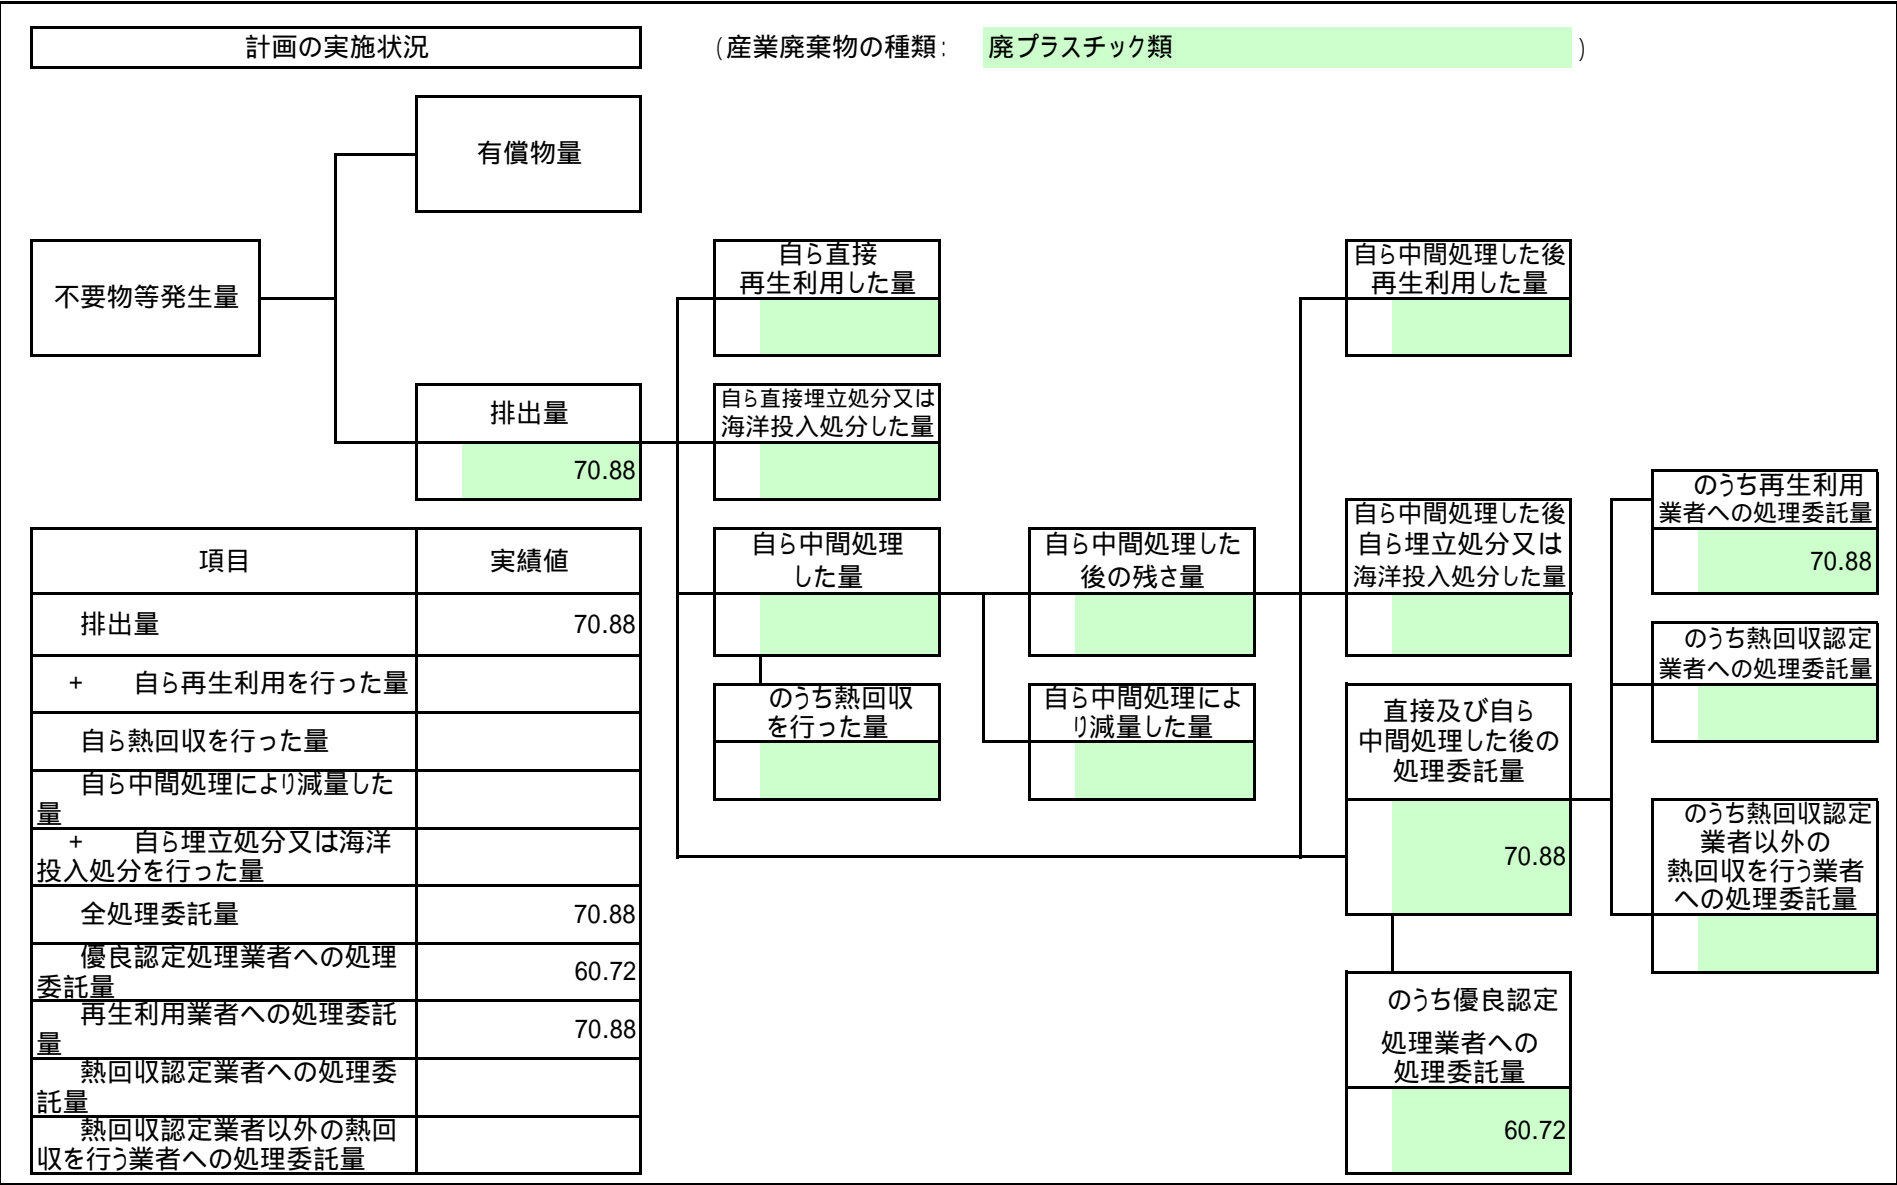 計画の実施状況
(産業廃棄物の種類: 廃プラスチック類 )
有償物量
不要物等発生量
自ら直接
再生利用した量
自ら中間処理した後
再生利用した量
排出量
70.88
自ら直接埋立処分又は
海洋投入処分した量
自ら中間処理
した量
自ら中間処理した
後の残さ量
自ら中間処理した後
自ら埋立処分又は
海洋投入処分した量
のうち再生利用
業者への処理委託量
70.88
のうち熱回収認定
業者への処理委託量
のうち熱回収
を行った量
自ら中間処理によ
り減量した量
直接及び自ら
中間処理した後の
処理委託量
70.88
のうち熱回収認定
業者以外の
熱回収を行う業者
への処理委託量
のうち優良認定
処理業者への
処理委託量
60.72
項目 実績値
排出量 70.88
+ 自ら再生利用を行った量
自ら熱回収を行った量
自ら中間処理により減量した
量
+ 自ら埋立処分又は海洋
投入処分を行った量
全処理委託量 70.88
優良認定処理業者への処理
委託量 60.72
再生利用業者への処理委託
量 70.88
熱回収認定業者への処理委
託量
熱回収認定業者以外の熱回
収を行う業者への処理委託量